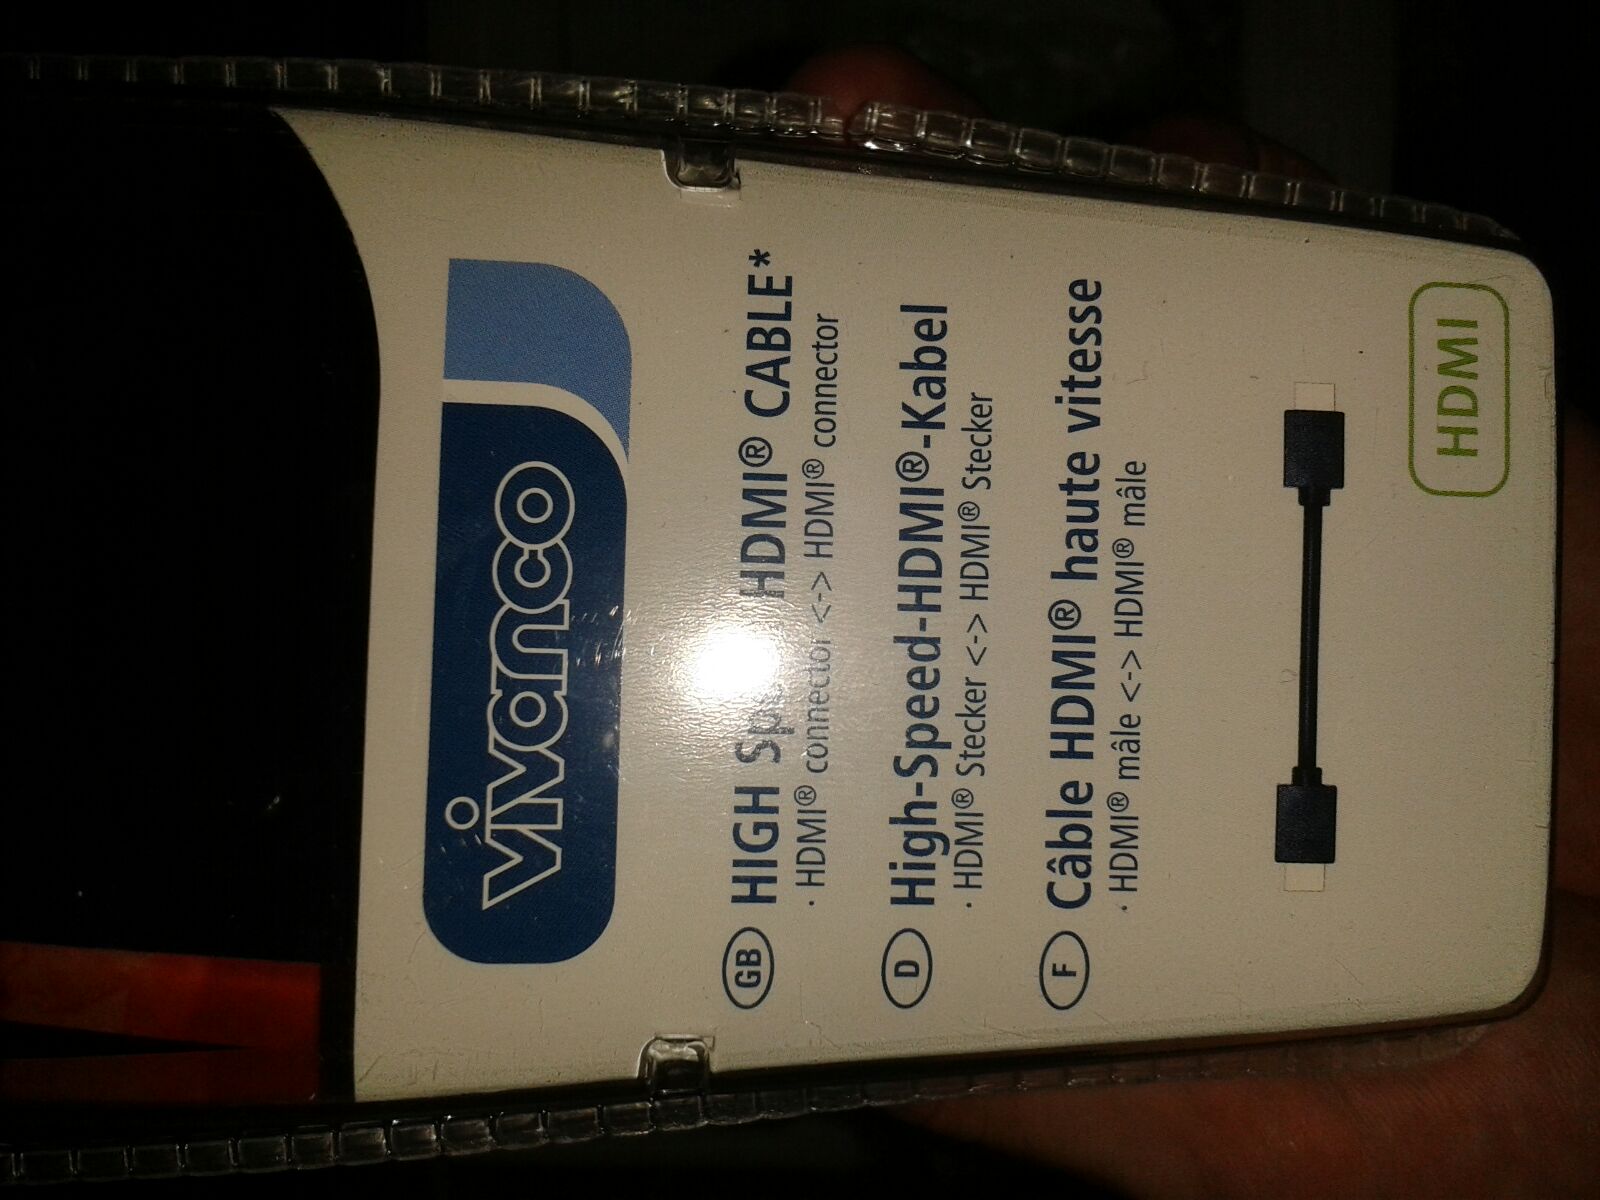 vivanco
GB HIGH HDMI® CABLE*
· HDMI® connector <-> HDMI® connector
D High-Speed-HDMI®-Kabel
· HDMI® Stecker <-> HDMI® Stecker
F Câble HDMI® haute vitesse
· HDMI® mâle <-> HDMI® mâle
HDMI